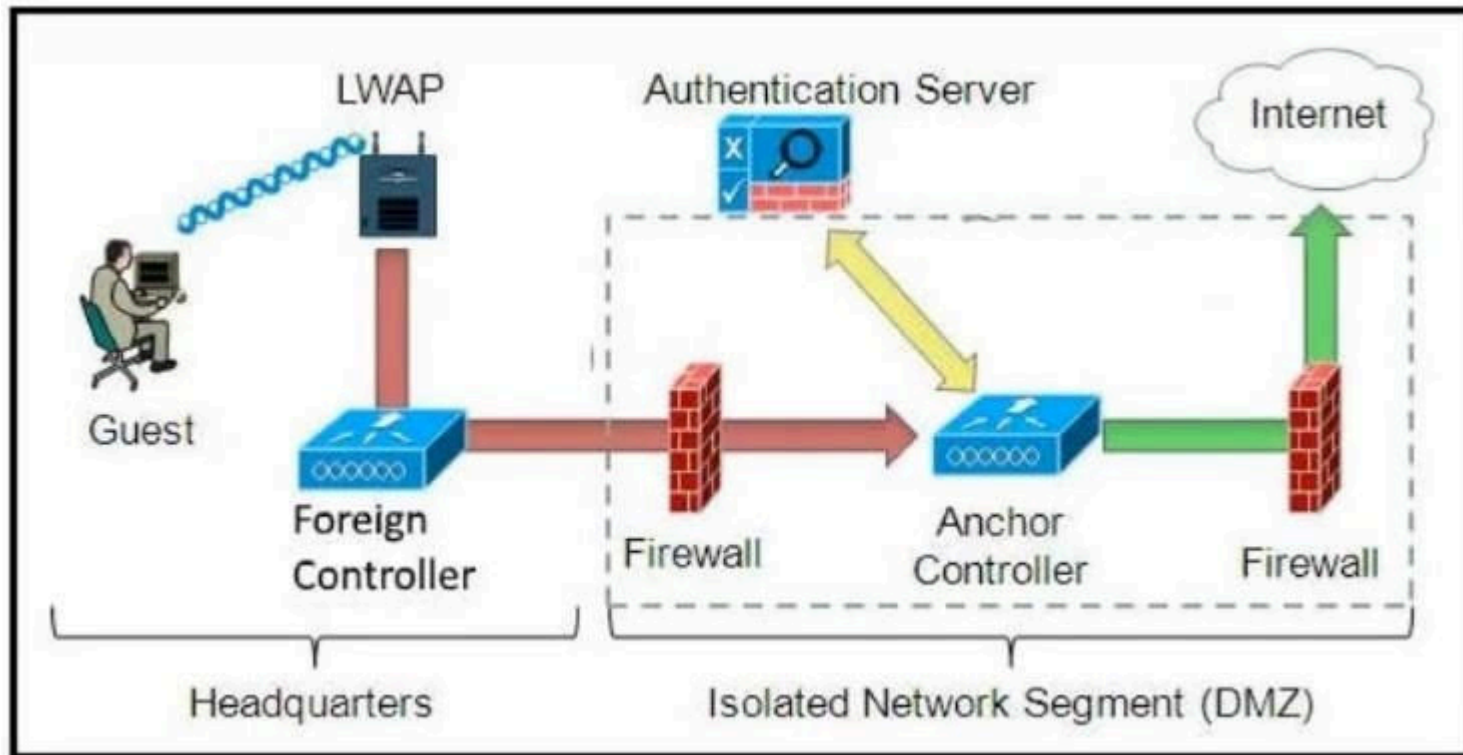 LWAP
Authentication Server
Internet
Guest
Foreign
Controller
Firewall
Anchor
Controller
Firewall
Headquarters
Isolated Network Segment (DMZ)